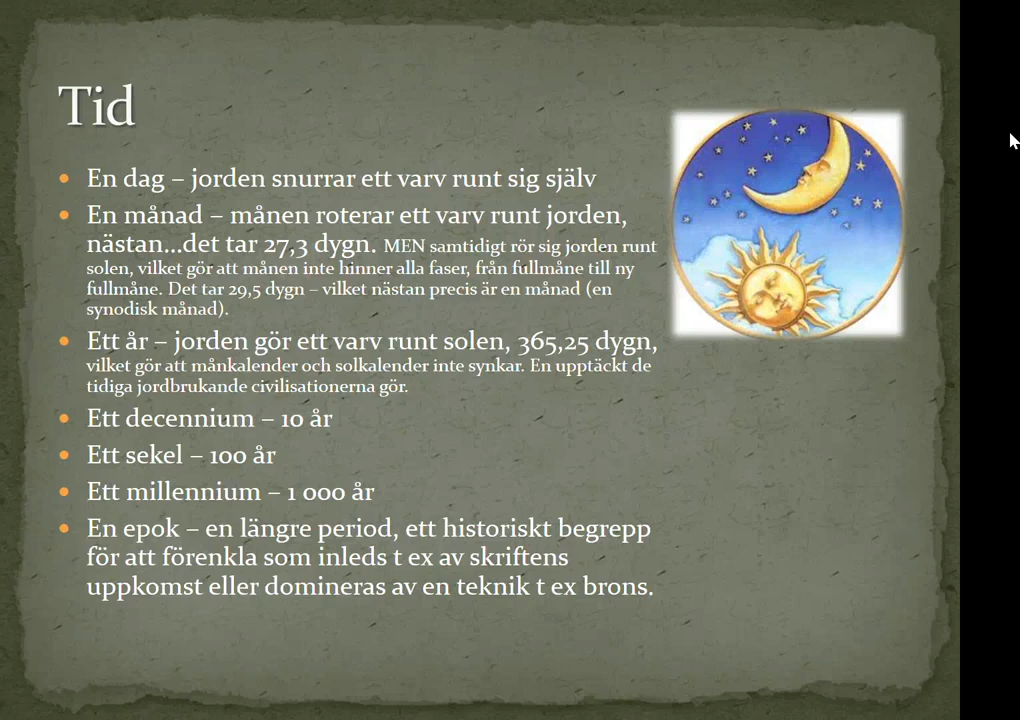 Tid
En dag – jorden snurrar ett varv runt sig själv
En månad – månen roterar ett varv runt jorden,
nästan…det tar 27,3 dygn. MEN samtidigt rör sig jorden runt
solen, vilket gör att månen inte hinner alla faser, från fullmåne till ny
fullmåne. Det tar 29,5 dygn – vilket nästan precis är en månad (en
synodisk månad).
Ett år – jorden gör ett varv runt solen, 365,25 dygn,
vilket gör att månkalender och solkalender inte synkar. En upptäckt de
tidiga jordbrukande civilisationerna gör.
Ett decennium – 10 år
Ett sekel – 100 år
Ett millennium – 1 000 år
En epok – en längre period, ett historiskt begrepp
för att förenkla som inleds t ex av skriftens
uppkomst eller domineras av en teknik t ex brons.